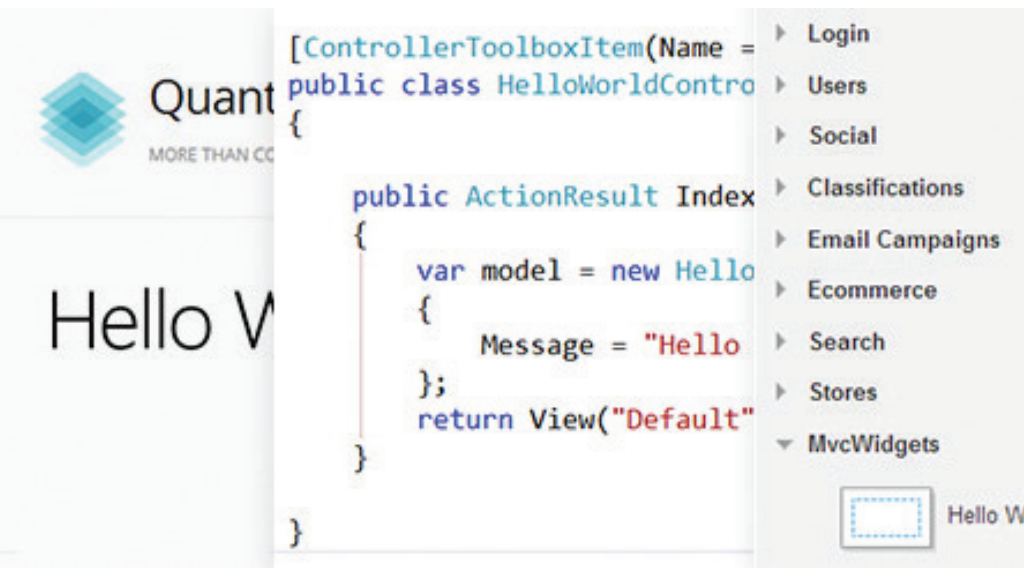 Quant
MORE THAN CO
Hello W
[ControllerToolboxItem(Name =
public class HelloWorldContro
{
public ActionResult Index
{
var model = new Hello
{
Message = "Hello
};
return View("Default"
}
}
Login
Users
Social
Classifications
Email Campaigns
Ecommerce
Search
Stores
MvcWidgets
Hello W